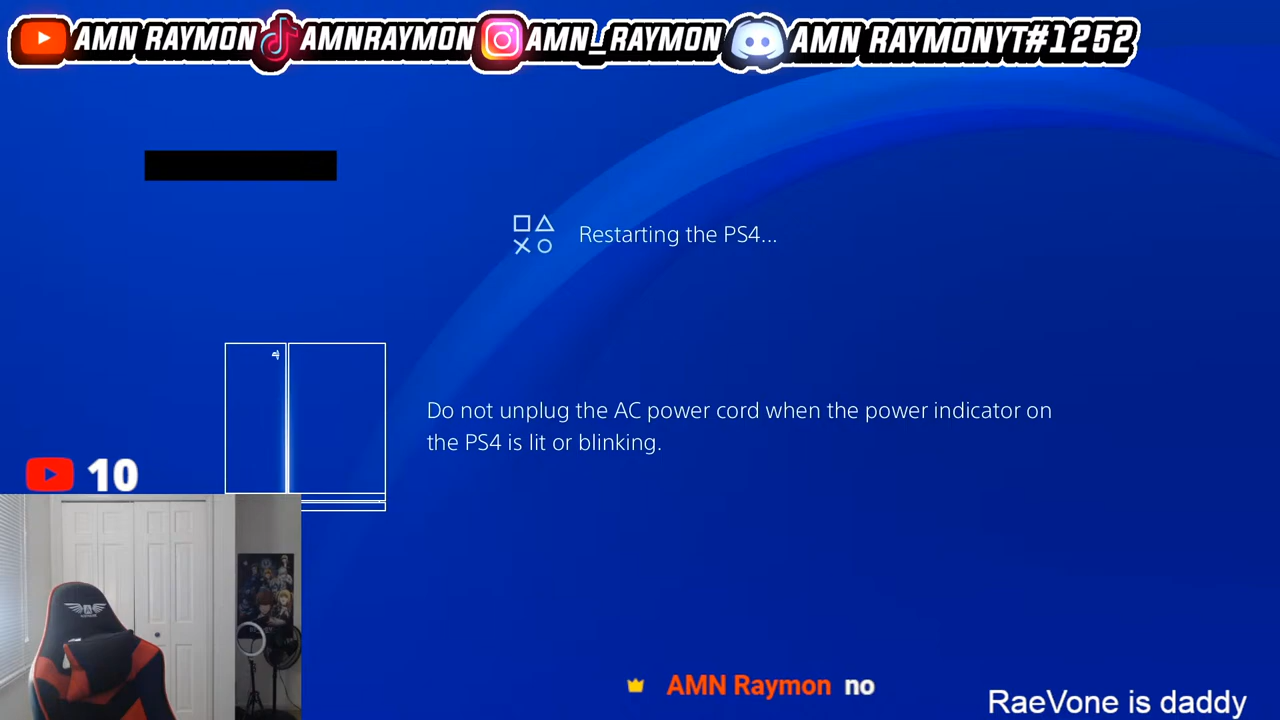 AMN RAYMON AMNRAYMON AMN_RAYMON AMN RAYMONYT#1252
Restarting the PS4...
Do not unplug the AC power cord when the power indicator on
the PS4 is lit or blinking.
10
AMN Raymon no
RaeVone is daddy